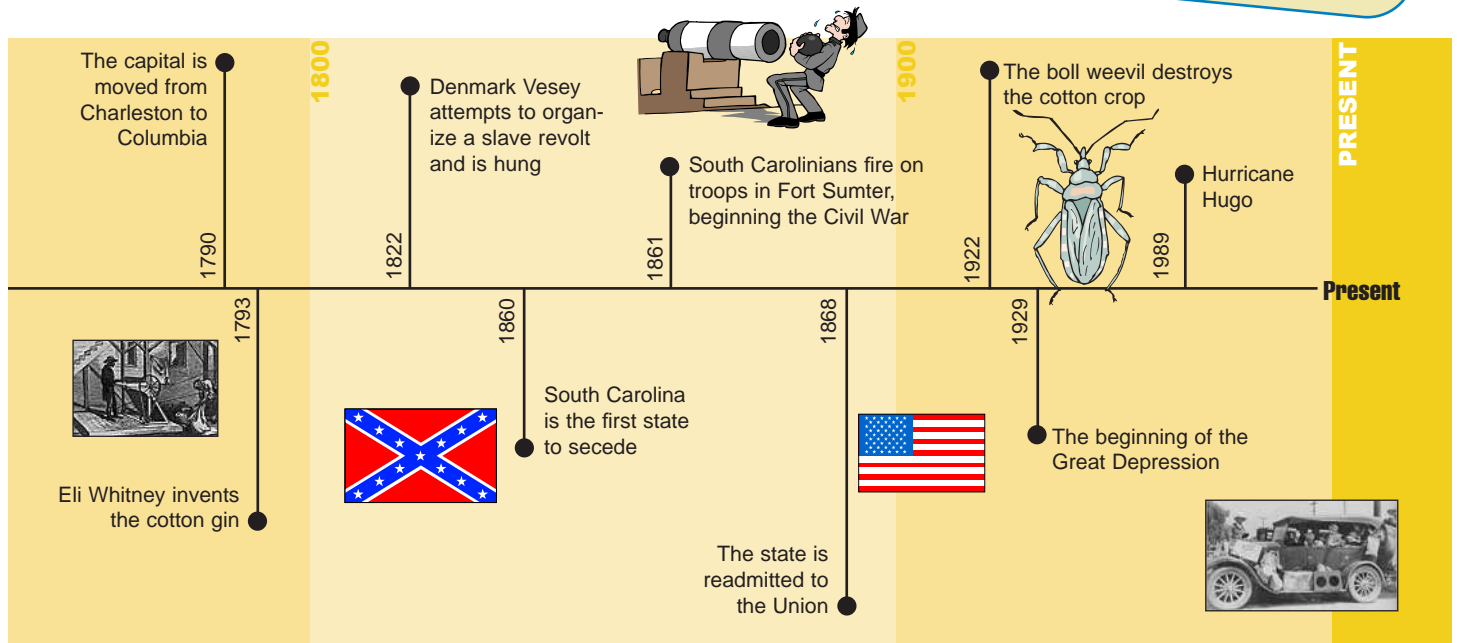 The capital is
moved from
Charleston to
Columbia
1790
1793
Eli Whitney invents
the cotton gin
1800
Denmark Vesey
attempts to organ-
ize a slave revolt
and is hung
1822
1860
South Carolina
is the first state
to secede
South Carolinians fire on
troops in Fort Sumter,
beginning the Civil War
1861
1868
The state is
readmitted to
the Union
1900
The boll weevil destroys
the cotton crop
1922
1929
The beginning of the
Great Depression
Hurricane
Hugo
1989
Present
PRESENT